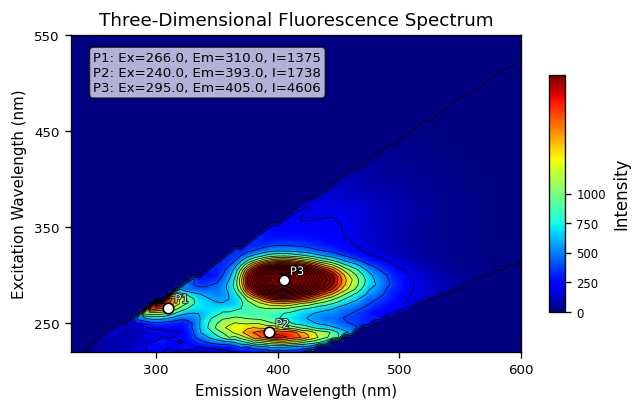 Three-Dimensional Fluorescence Spectrum
P1: Ex=266.0, Em=310.0, I=1375
P2: Ex=240.0, Em=393.0, I=1738
P3: Ex=295.0, Em=405.0, I=4606
550
450
350
250
Excitation Wavelength (nm)
P3
P1
P2
300
400
500
600
Emission Wavelength (nm)
1000
750
500
250
0
Intensity